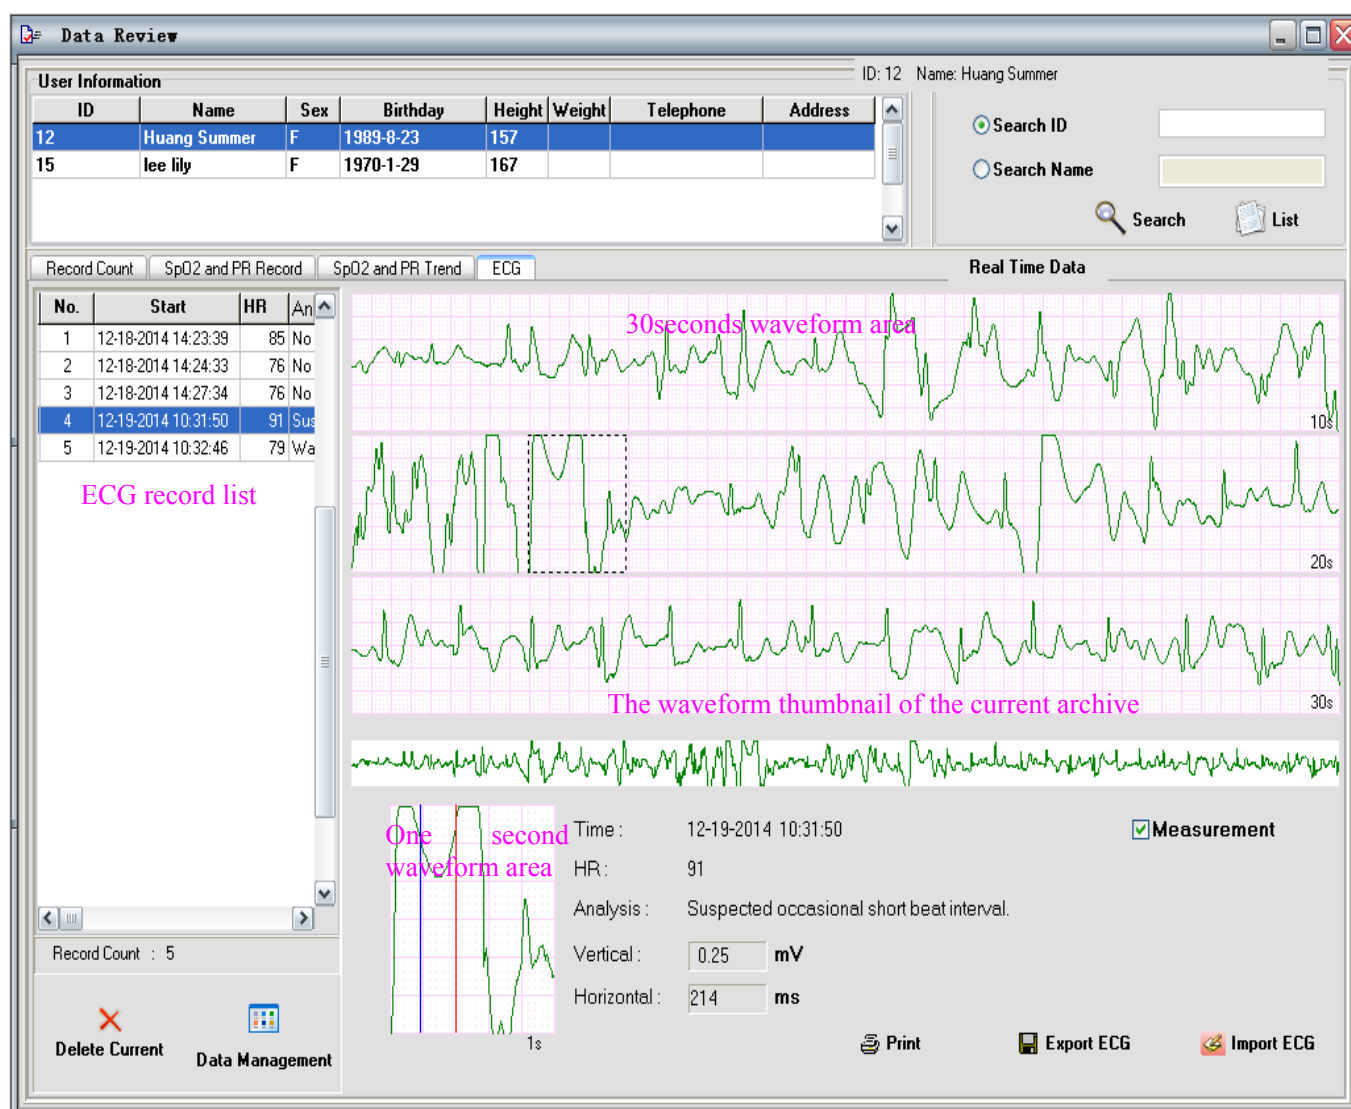 Data Review
User Information
ID: 12 Name: Huang Summer
ID Name Sex Birthday Height Weight Telephone Address
12 Huang Summer F 1989-8-23 157
15 lee lily F 1970-1-29 167
Search ID
Search Name
Search List
Record Count SpO2 and PR Record SpO2 and PR Trend ECG
Real Time Data
No. Start HR An
1 12-18-2014 14:23:39 85 No
2 12-18-2014 14:24:33 76 No
3 12-18-2014 14:27:34 76 No
4 12-19-2014 10:31:50 91 Sus
5 12-19-2014 10:32:46 79 Wa
ECG record list
30seconds waveform area
10s
20s
The waveform thumbnail of the current archive
30s
One second
waveform area
1s
Time : 12-19-2014 10:31:50
Measurement
HR : 91
Analysis : Suspected occasional short beat interval.
Vertical : 0.25 mV
Horizontal : 214 ms
Record Count : 5
Delete Current
Data Management
Print Export ECG Import ECG